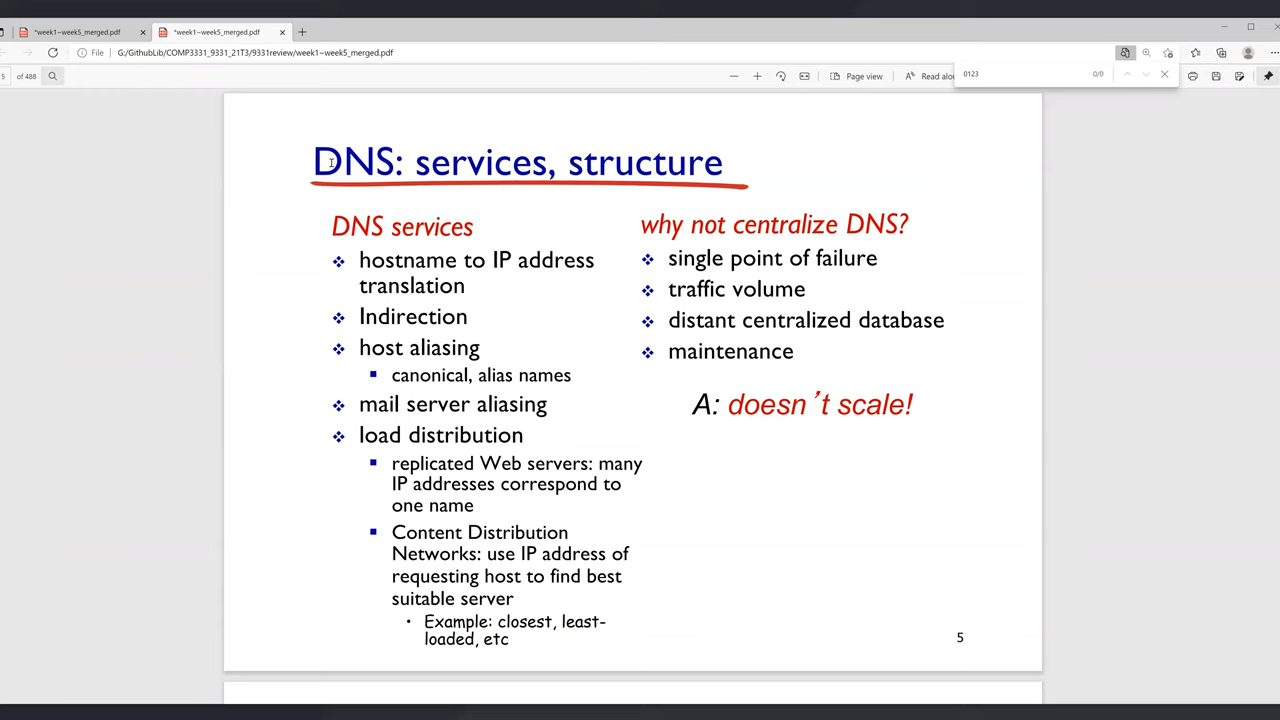 *week1~week5_merged.pdf
*week1~week5_merged.pdf
File G:/GithubLib/COMP3331_9331_21T3/9331review/week1~week5_merged.pdf
5 of 488
Page view
Read alou
0123 0/0
DNS: services, structure
DNS services
hostname to IP address
translation
Indirection
host aliasing
canonical, alias names
mail server aliasing
load distribution
replicated Web servers: many
IP addresses correspond to
one name
Content Distribution
Networks: use IP address of
requesting host to find best
suitable server
Example: closest, least-
loaded, etc
why not centralize DNS?
single point of failure
traffic volume
distant centralized database
maintenance
A: doesn't scale!
5